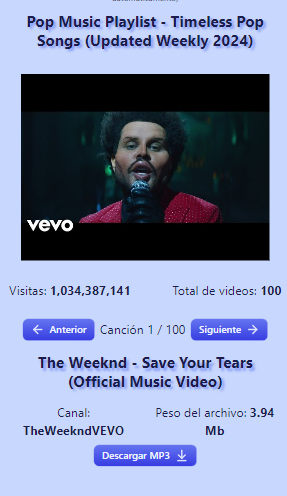 Pop Music Playlist - Timeless Pop
Songs (Updated Weekly 2024)
vevo
Visitas: 1,034,387,141 Total de videos: 100
Anterior Canción 1 / 100 Siguiente
The Weeknd - Save Your Tears
(Official Music Video)
Canal: Peso del archivo: 3.94
TheWeekndVEVO Mb
Descargar MP3